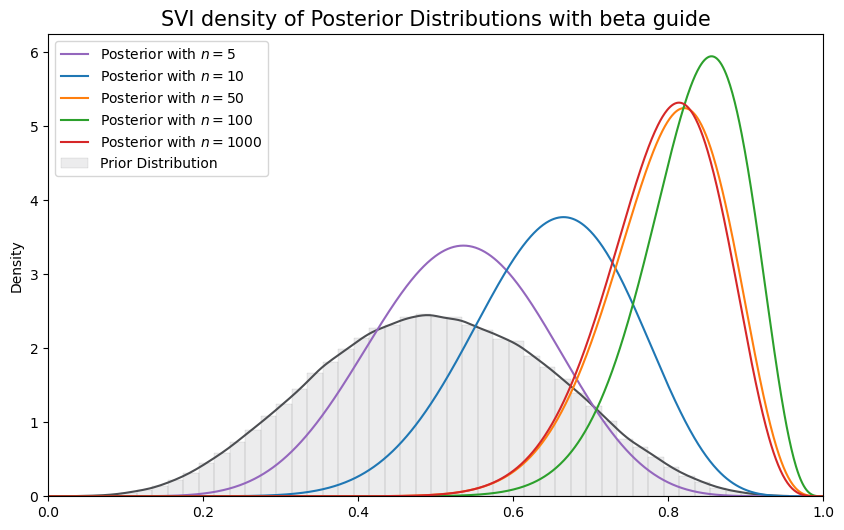 SVI density of Posterior Distributions with beta guide
Posterior with n = 5
Posterior with n = 10
Posterior with n = 50
Posterior with n = 100
Posterior with n = 1000
Prior Distribution
Density
6
5
4
3
2
1
0
0.0 0.2 0.4 0.6 0.8 1.0